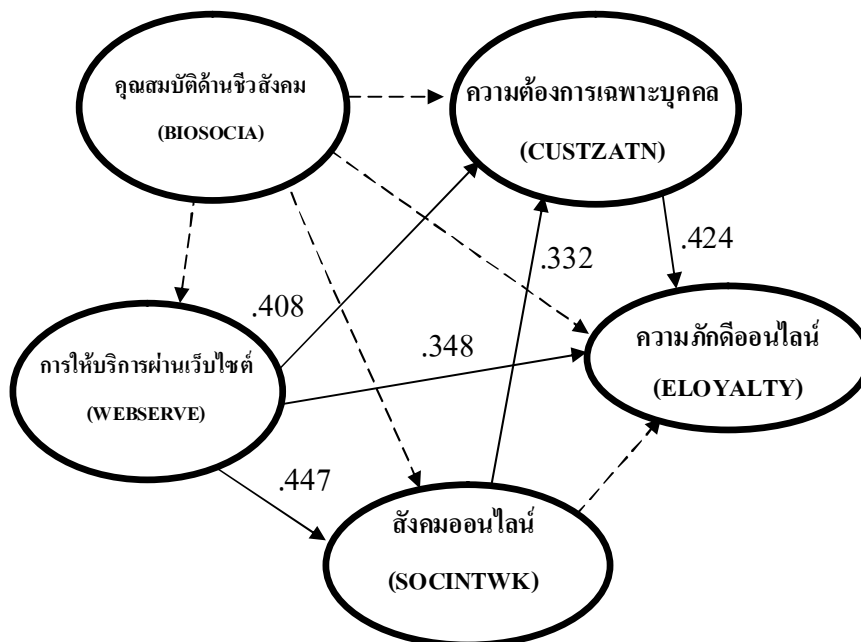 คุณสมบัติด้านชีวสังคม
(BIOSOCIA)
ความต้องการเฉพาะบุคคล
(CUSTZATN)
.332
.424
.408
.348
ความภักดีออนไลน์
(ELOYALTY)
การให้บริการผ่านเว็บไซต์
(WEBSERVE)
.447
สังคมออนไลน์
(SOCINTWK)